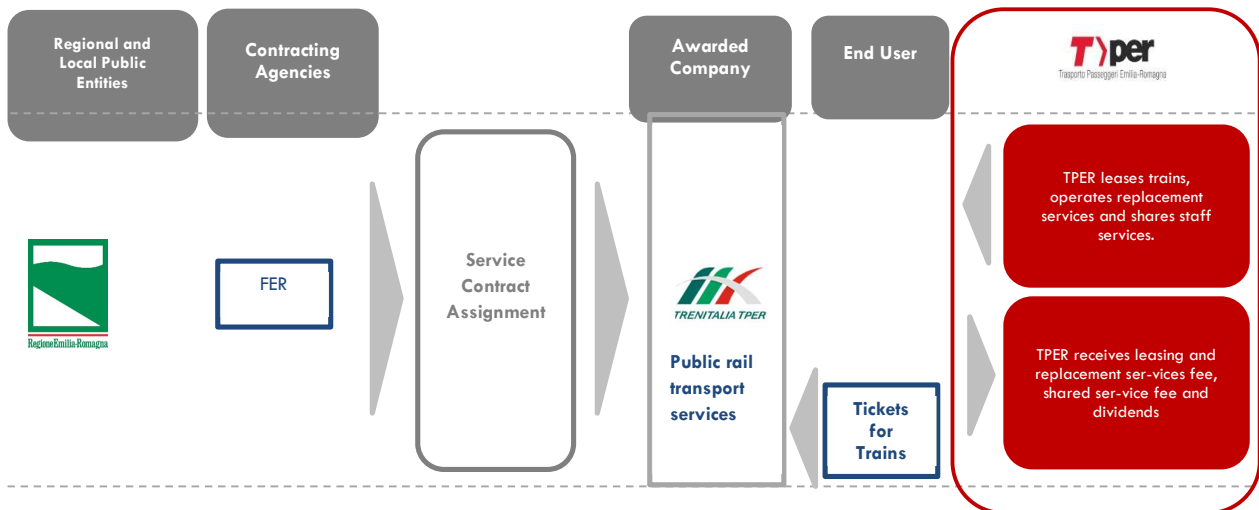 Regional and
Local Public
Entities
Contracting
Agencies
Awarded
Company
End User
T per
Trasporto Passeggeri Emilia-Romagna
TPER leases trains,
operates replacement
services and shares staff
services.
Service
Contract
Assignment
FER
TRENITALIA TPER
RegioneEmilia-Romagna
Public rail
transport
services
Tickets
for
Trains
TPER receives leasing and
replacement ser-vices fee,
shared ser-vice fee and
dividends